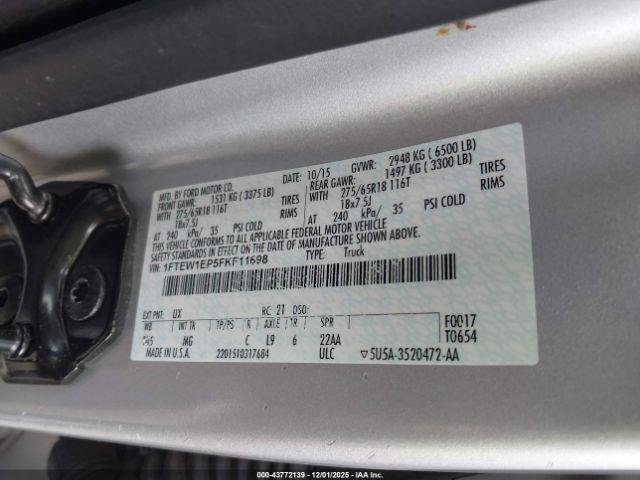 MFD. BY FORD MOTOR CO. DATE: 10/15 GVWR: 2948 KG ( 6500 LB)
FRONT GAWR: 1531 KG ( 3375 LB) REAR GAWR: 1497 KG ( 3300 LB)
WITH 275/65R18 116T TIRES WITH 275/65R18 116T TIRES
18x7.5J RIMS 18x7.5J RIMS
AT 240 kPa/ 35 PSI COLD AT 240 kPa/ 35 PSI COLD
THIS VEHICLE CONFORMS TO ALL APPLICABLE FEDERAL MOTOR VEHICLE
SAFETY STANDARDS IN EFFECT ON THE DATE OF MANUFACTURE SHOWN ABOVE.
VIN: 1FTEW1EP5FKF11698 TYPE: Truck
EXT PNT: UX RC: 21 DSO: F0017
WB INT TR TP/PS R AXLE TR SPR T0654
MG C L9 6 22AA
MADE IN U.S.A. 2201510317684 ULC ▽5U5A-3520472-AA
000-43772139 | 12/01/2025 | IAA Inc.